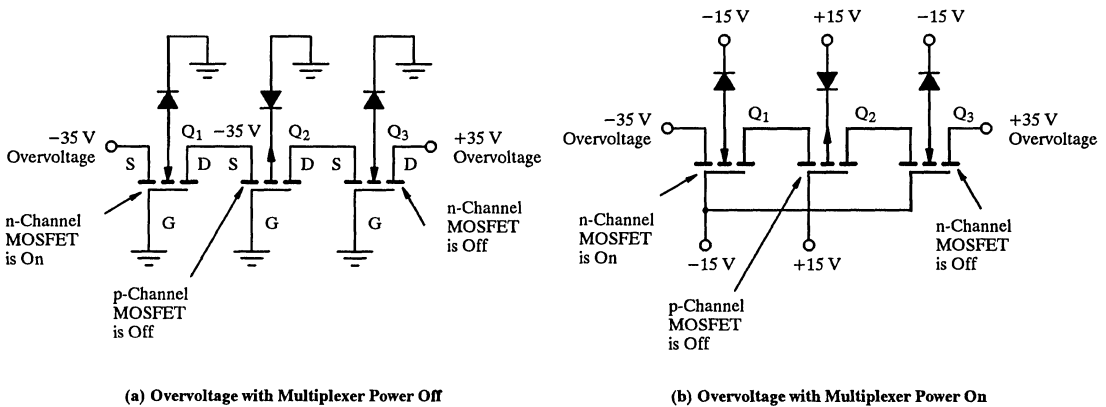 −35 V
Overvoltage
Q1
−35 V
Q2
Q3
+35 V
Overvoltage
S
D
S
D
S
D
G
G
G
n-Channel
MOSFET
is On
p-Channel
MOSFET
is Off
n-Channel
MOSFET
is Off
(a) Overvoltage with Multiplexer Power Off
−15 V
+15 V
−15 V
−35 V
Overvoltage
Q1
Q2
Q3
+35 V
Overvoltage
n-Channel
MOSFET
is On
−15 V
+15 V
p-Channel
MOSFET
is Off
n-Channel
MOSFET
is Off
(b) Overvoltage with Multiplexer Power On